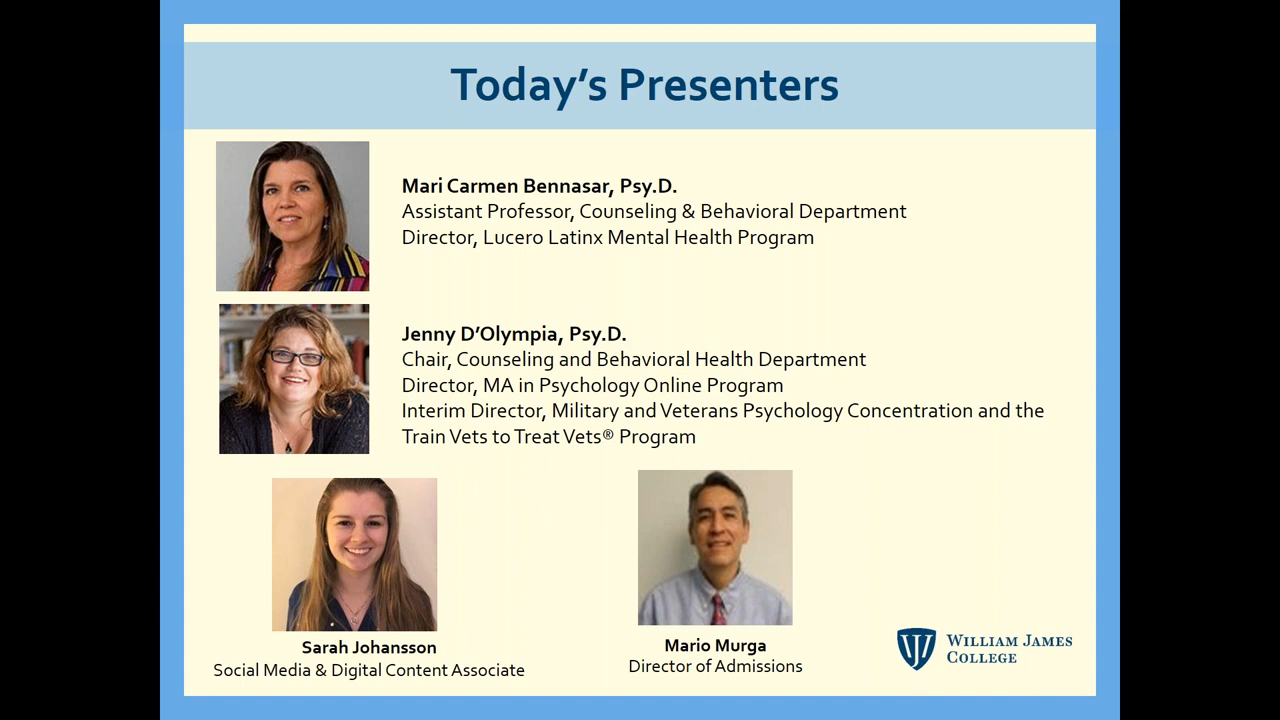 Today's Presenters
Mari Carmen Bennasar, Psy.D.
Assistant Professor, Counseling & Behavioral Department
Director, Lucero Latinx Mental Health Program
Jenny D’Olympia, Psy.D.
Chair, Counseling and Behavioral Health Department
Director, MA in Psychology Online Program
Interim Director, Military and Veterans Psychology Concentration and the
Train Vets to Treat Vets® Program
Sarah Johansson
Social Media & Digital Content Associate
Mario Murga
Director of Admissions
WILLIAM JAMES
COLLEGE